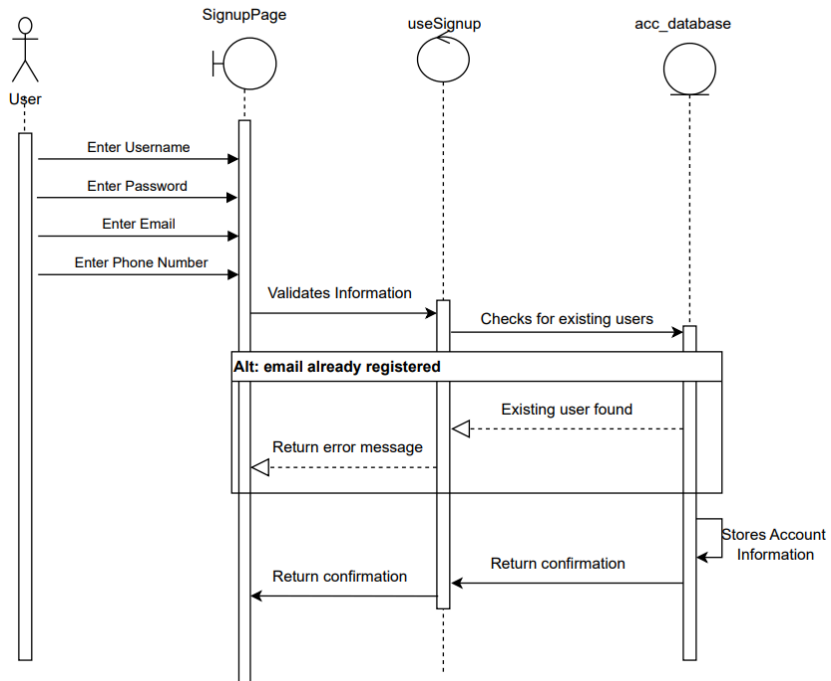 SignupPage
useSignup
acc_database
User
Enter Username
Enter Password
Enter Email
Enter Phone Number
Validates Information
Checks for existing users
Alt: email already registered
Existing user found
Return error message
Stores Account
Information
Return confirmation
Return confirmation